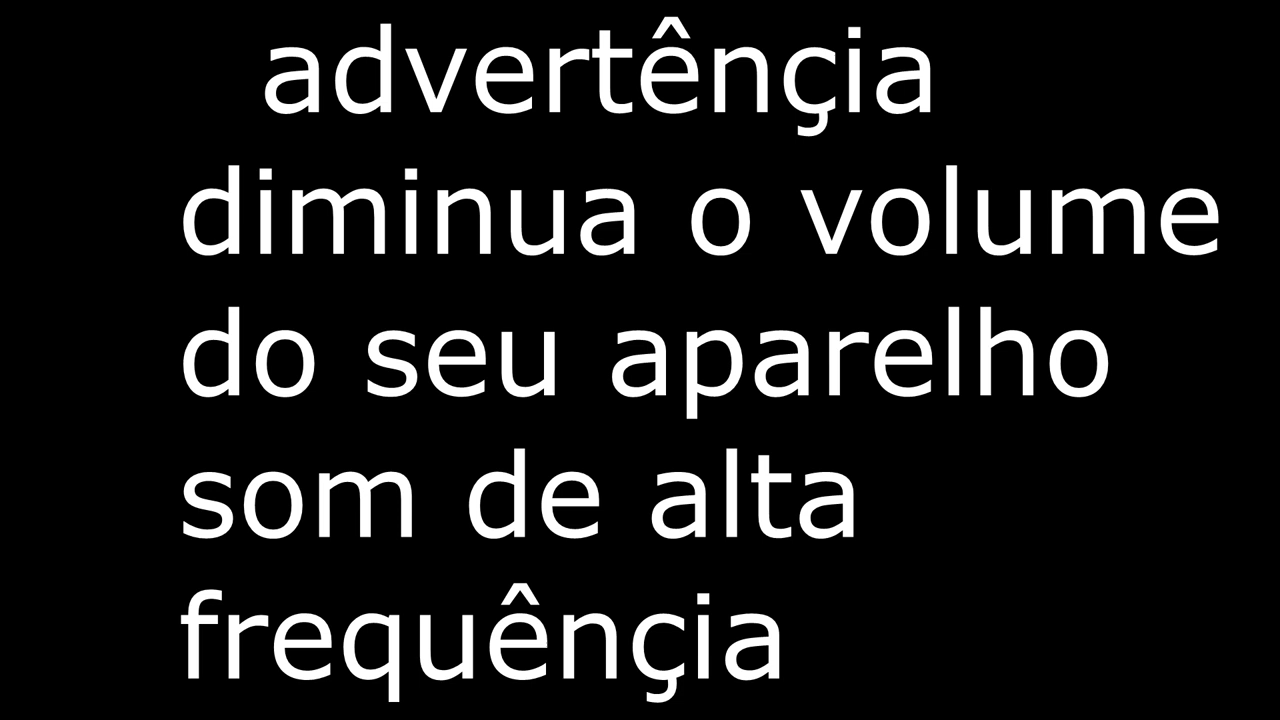 advertênçia
diminua o volume
do seu aparelho
som de alta
frequênçia